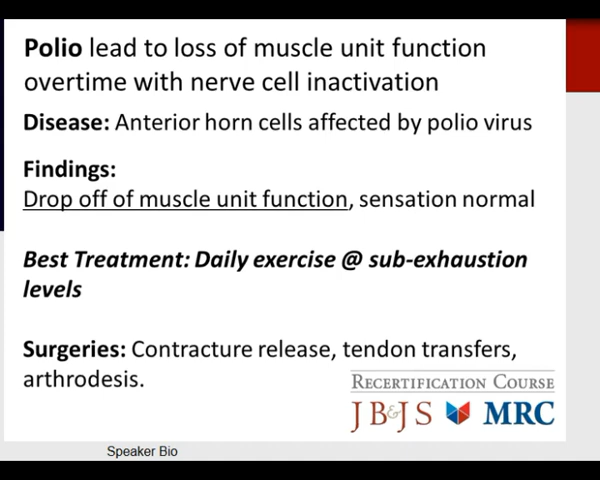 Polio lead to loss of muscle unit function
overtime with nerve cell inactivation
Disease: Anterior horn cells affected by polio virus
Findings:
Drop off of muscle unit function, sensation normal
Best Treatment: Daily exercise @ sub-exhaustion
levels
Surgeries: Contracture release, tendon transfers,
arthrodesis.
RECERTIFICATION COURSE
JB&JS MRC
Speaker Bio